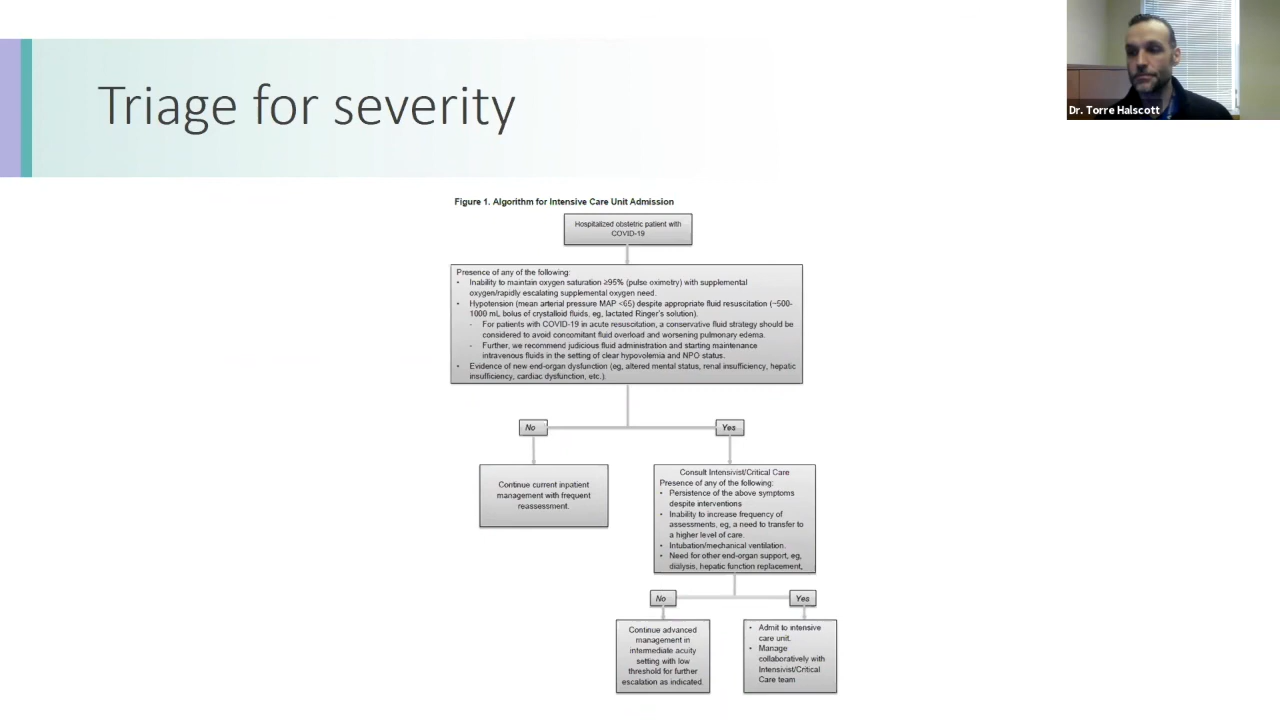 Triage for severity
Dr. Torre Halscott
Figure 1. Algorithm for Intensive Care Unit Admission
Hospitalized obstetric patient with
COVID-19
Presence of any of the following:
• Inability to maintain oxygen saturation ≥95% (pulse oximetry) with supplemental
oxygen/rapidly escalating supplemental oxygen need.
• Hypotension (mean arterial pressure MAP <65) despite appropriate fluid resuscitation (~500-
1000 mL bolus of crystalloid fluids, eg, lactated Ringer's solution).
- For patients with COVID-19 in acute resuscitation, a conservative fluid strategy should be
considered to avoid concomitant fluid overload and worsening pulmonary edema.
- Further, we recommend judicious fluid administration and starting maintenance
intravenous fluids in the setting of clear hypovolemia and NPO status.
• Evidence of new end-organ dysfunction (eg, altered mental status, renal insufficiency, hepatic
insufficiency, cardiac dysfunction, etc.).
No
Yes
Continue current inpatient
management with frequent
reassessment.
Consult Intensivist/Critical Care
Presence of any of the following:
• Persistence of the above symptoms
despite interventions
• Inability to increase frequency of
assessments, eg, a need to transfer to
a higher level of care.
• Intubation/mechanical ventilation.
• Need for other end-organ support, eg,
dialysis, hepatic function replacement,
No
Yes
Continue advanced
management in
intermediate acuity
setting with low
threshold for further
escalation as indicated.
• Admit to intensive
care unit.
• Manage
collaboratively with
Intensivist/Critical
Care team